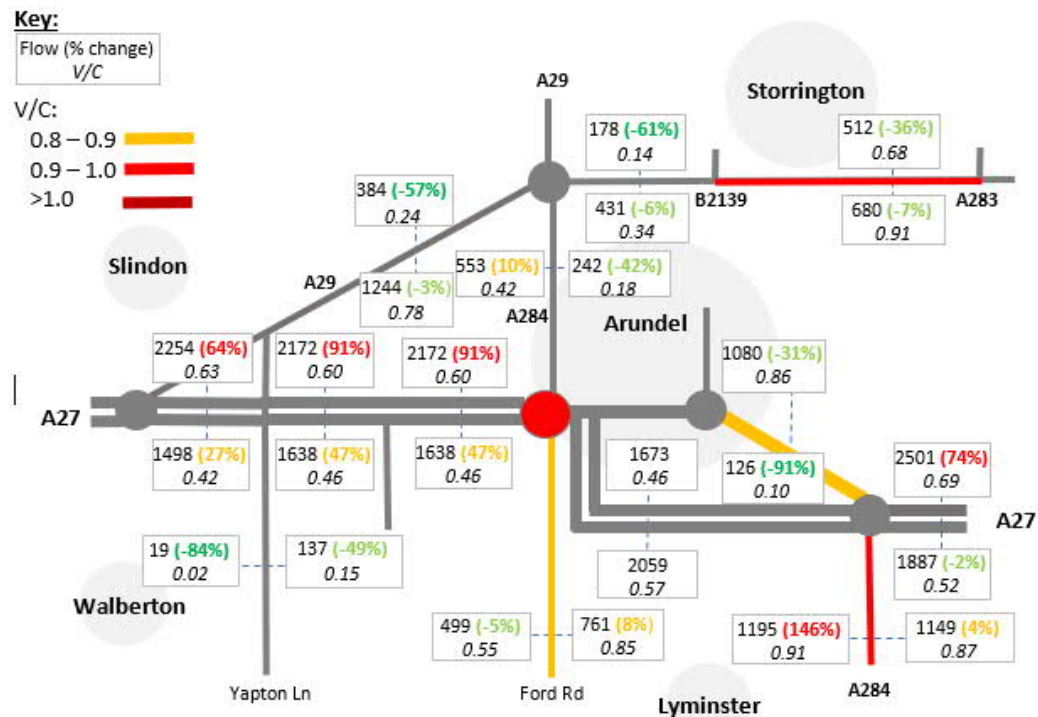 Key:
Flow (% change)
V/C
V/C:
0.8 – 0.9
0.9 – 1.0
>1.0
A29
Storrington
178 (-61%)
0.14
512 (-36%)
0.68
384 (-57%)
0.24
B2139
A283
431 (-6%)
0.34
680 (-7%)
0.91
Slindon
A29
1244 (-3%)
0.78
553 (10%)
0.42
242 (-42%)
0.18
A284
Arundel
2254 (64%)
0.63
2172 (91%)
0.60
2172 (91%)
0.60
1080 (-31%)
0.86
A27
1498 (27%)
0.42
1638 (47%)
0.46
1638 (47%)
0.46
1673
0.46
126 (-91%)
0.10
2501 (74%)
0.69
A27
19 (-84%)
0.02
137 (-49%)
0.15
2059
0.57
1887 (-2%)
0.52
Walberton
499 (-5%)
0.55
761 (8%)
0.85
1195 (146%)
0.91
1149 (4%)
0.87
Yapton Ln
Ford Rd
Lyminster
A284